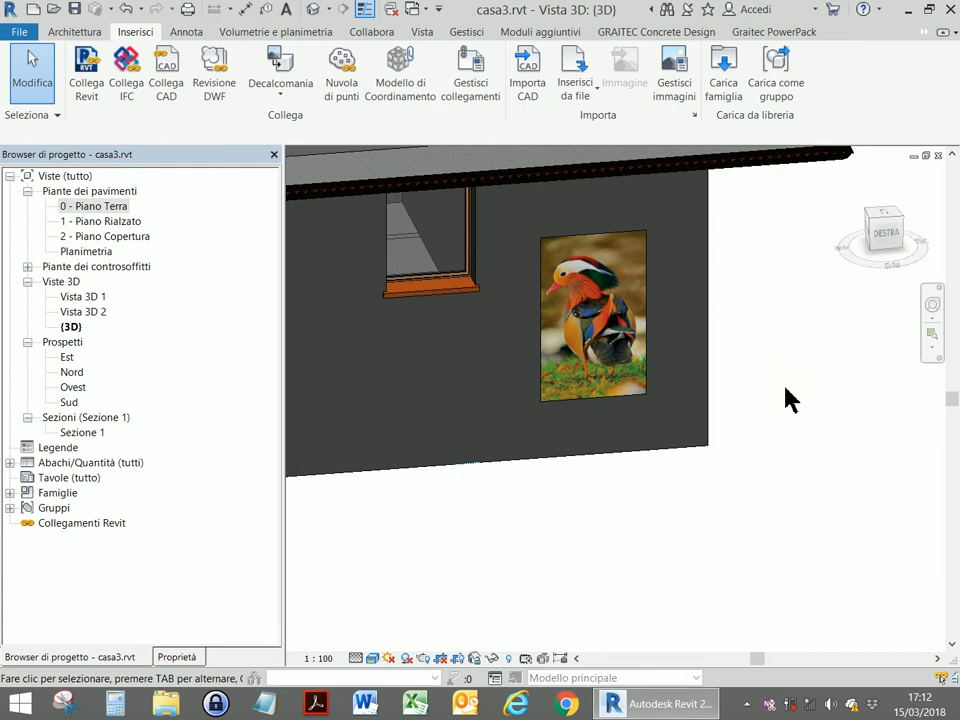 casa3.rvt - Vista 3D: {3D}
Accedi
File
Architettura
Inserisci
Annota
Volumetrie e planimetria
Collabora
Vista
Gestisci
Moduli aggiuntivi
GRAITEC Concrete Design
Graitec PowerPack
Modifica
Collega Revit
Collega IFC
Collega CAD
Revisione DWF
Decalcomania
Nuvola di punti
Modello di Coordinamento
Gestisci collegamenti
Importa CAD
Inserisci da file
Immagine
Gestisci immagini
Carica famiglia
Carica come gruppo
Seleziona
Collega
Importa
Carica da libreria
Browser di progetto - casa3.rvt
Viste (tutto)
Piante dei pavimenti
0 - Piano Terra
1 - Piano Rialzato
2 - Piano Copertura
Planimetria
Piante dei controsoffitti
Viste 3D
Vista 3D 1
Vista 3D 2
{3D}
Prospetti
Est
Nord
Ovest
Sud
Sezioni (Sezione 1)
Sezione 1
Legende
Abachi/Quantità (tutti)
Tavole (tutto)
Famiglie
Gruppi
Collegamenti Revit
DESTRA
Browser di progetto - casa3.rvt
Proprietà
1 : 100
Fare clic per selezionare, premere TAB per alternare, C
:0
Modello principale
Autodesk Revit 2...
17:12
15/03/2018